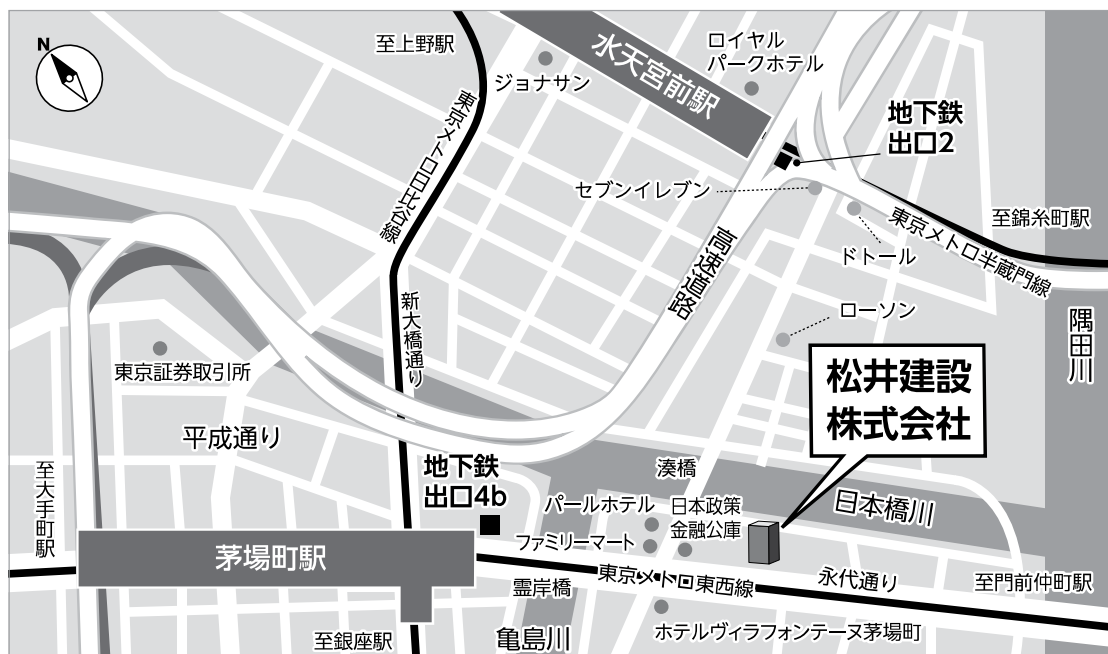 N
至上野駅
ジョナサン
水天宮前駅
ロイヤル
パークホテル
地下鉄
出口2
東京メトロ日比谷線
セブンイレブン
東京メトロ半蔵門線
至錦糸町駅
ドトール
高速道路
ローソン
隅田川
新大橋通り
東京証券取引所
松井建設
株式会社
平成通り
地下鉄
出口4b
湊橋
日本橋川
至大手町駅
パールホテル
日本政策
金融公庫
ファミリーマート
茅場町駅
霊岸橋
東京メトロ東西線
永代通り
至門前仲町駅
至銀座駅
亀島川
ホテルヴィラフォンテーヌ茅場町